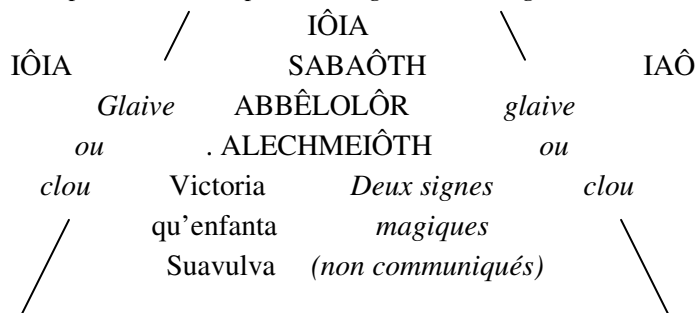 IÔIA
IÔIA SABAÔTH IAÔ
Glaive ABBÊLOLÔR glaive
ou . ALECHMEIÔTH ou
clou Victoria Deux signes clou
qu’enfanta magiques
Suavulva (non communiqués)